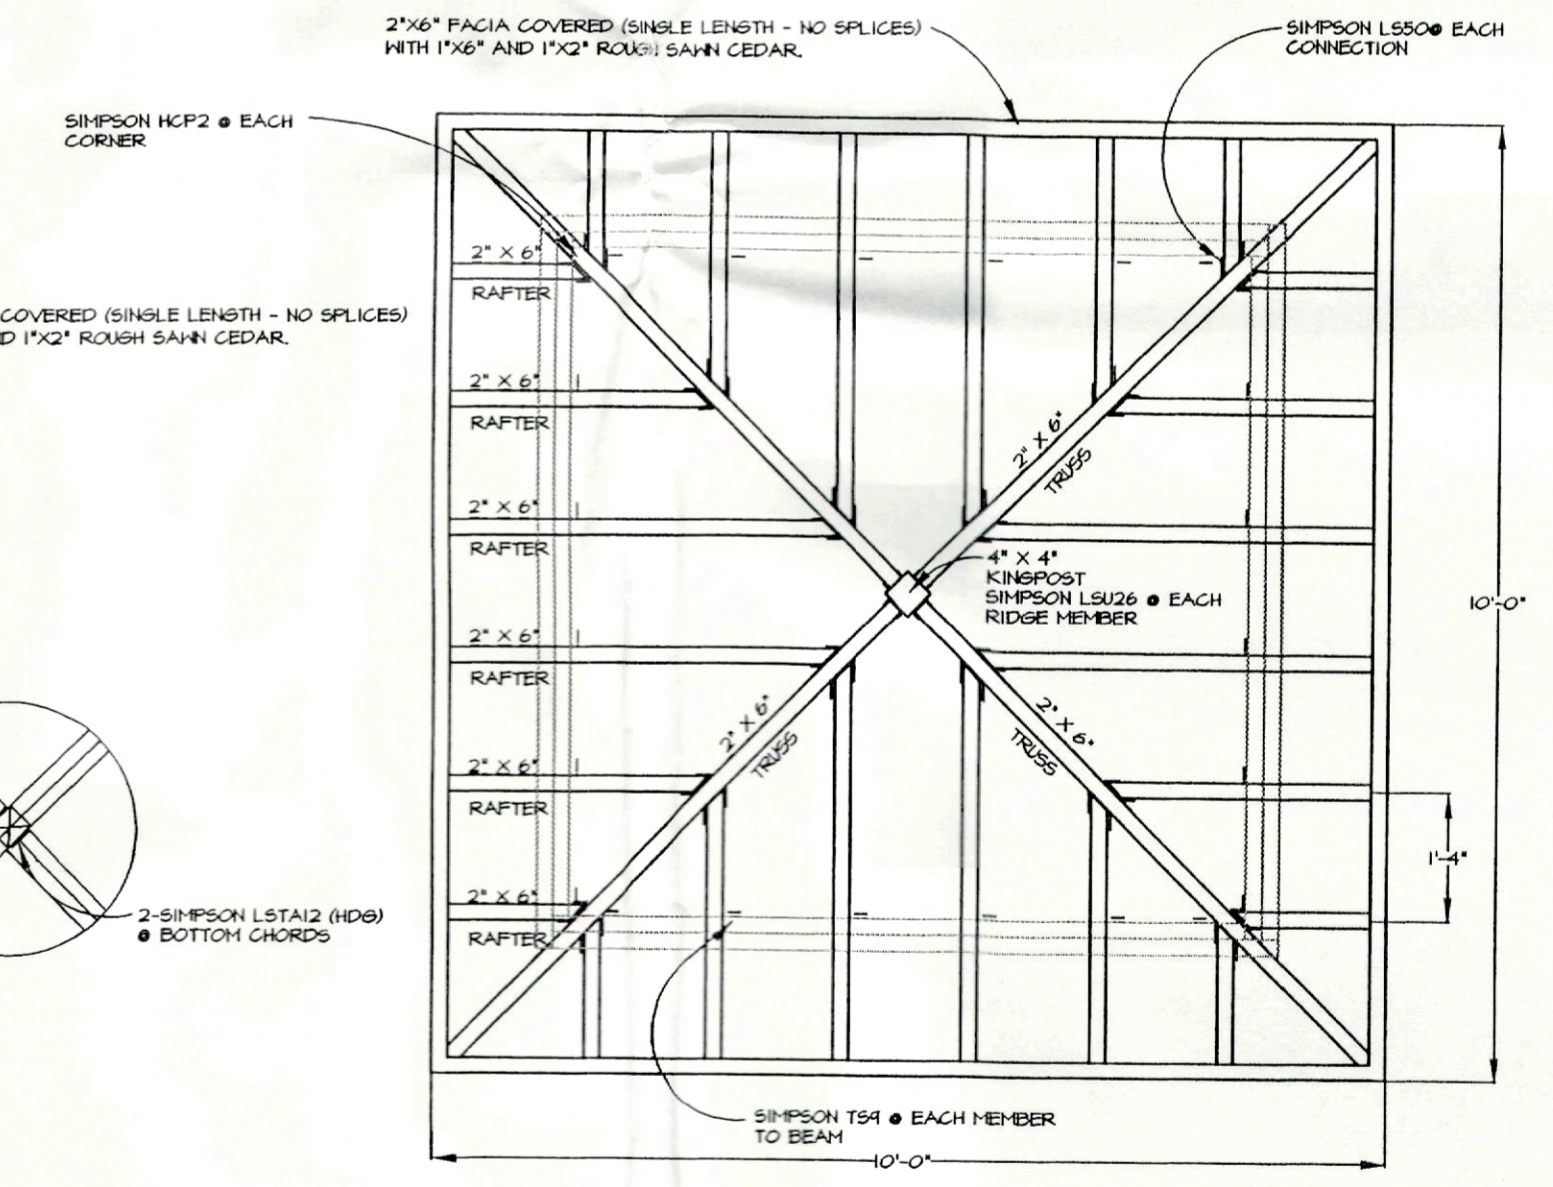 2"X6" FACIA COVERED (SINGLE LENGTH - NO SPLICES)
WITH 1"X6" AND 1"X2" ROUGH SAWN CEDAR.
SIMPSON LS50@ EACH
CONNECTION
SIMPSON HCP2 @ EACH
CORNER
2" X 6"
RAFTER
COVERED (SINGLE LENGTH - NO SPLICES)
D 1"X2" ROUGH SAWN CEDAR.
2" X 6"
RAFTER
2" X 6"
TRUSS
2" X 6"
RAFTER
4" X 4"
KINGPOST
SIMPSON LSU26 @ EACH
RIDGE MEMBER
10'-0"
2" X 6"
RAFTER
2" X 6"
TRUSS
2" X 6"
TRUSS
2" X 6"
RAFTER
1'-4"
2" X 6"
RAFTER
2-SIMPSON LSTA12 (HDG)
@ BOTTOM CHORDS
SIMPSON TS9 @ EACH MEMBER
TO BEAM
10'-0"